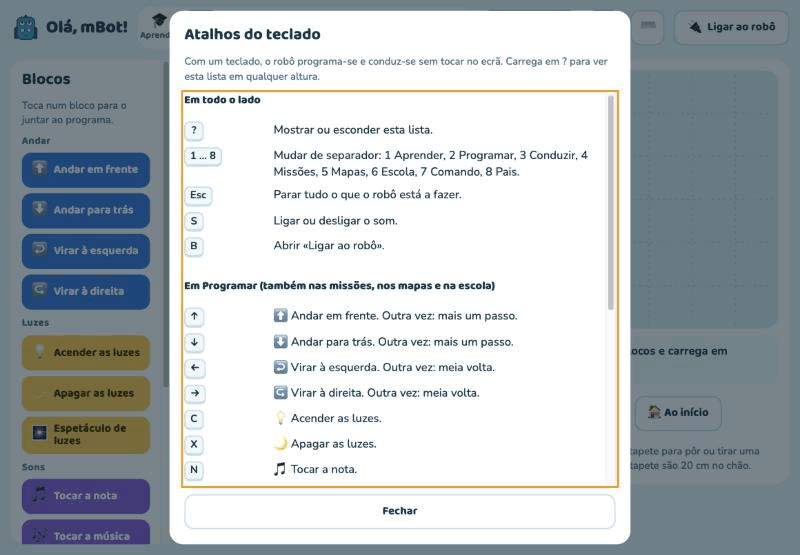 Olá, mBot!
Aprend
Ligar ao robô
Blocos
Toca num bloco para o
juntar ao programa.
Andar
Andar em frente
Andar para trás
Virar à esquerda
Virar à direita
Luzes
Acender as luzes
Apagar as luzes
Espetáculo de
luzes
Sons
Tocar a nota
Tocar a música
Atalhos do teclado
Com um teclado, o robô programa-se e conduz-se sem tocar no ecrã. Carrega em ? para ver
esta lista em qualquer altura.
Em todo o lado
? Mostrar ou esconder esta lista.
1 … 8 Mudar de separador: 1 Aprender, 2 Programar, 3 Conduzir, 4
Missões, 5 Mapas, 6 Escola, 7 Comando, 8 Pais.
Esc Parar tudo o que o robô está a fazer.
S Ligar ou desligar o som.
B Abrir «Ligar ao robô».
Em Programar (também nas missões, nos mapas e na escola)
↑ Andar em frente. Outra vez: mais um passo.
↓ Andar para trás. Outra vez: mais um passo.
← Virar à esquerda. Outra vez: meia volta.
→ Virar à direita. Outra vez: meia volta.
C Acender as luzes.
X Apagar as luzes.
N Tocar a nota.
Fechar
ocos e carrega em
Ao início
tapete para pôr ou tirar uma
tapete são 20 cm no chão.